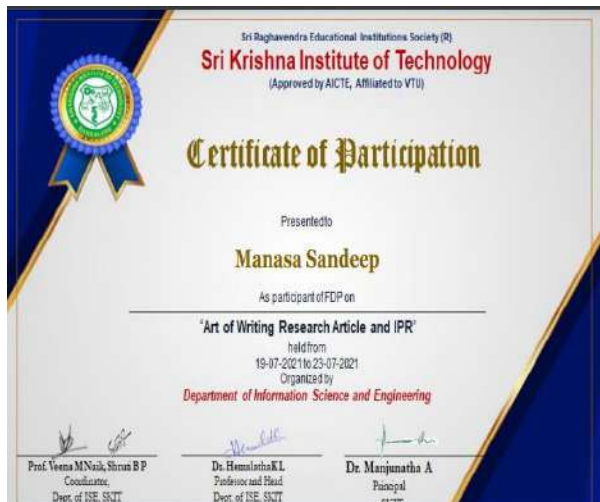 Sri Raghavendra Educational Institutions Society (R)
Sri Krishna Institute of Technology
(Approved by AICTE, Affiliated to VTU)
Certificate of Participation
Presentedto
Manasa Sandeep
As participant of FDP on
"Art of Writing Research Article and IPR"
held from
19-07-2021 to 23-07-2021
Organized by
Department of Information Science and Engineering
Prof. Veena M Naik, Shruti B P
Coordinator,
Dept. of ISE, SKIT
Dr. Hemalatha K L
Professor and Head
Dept. of ISE, SKIT
Dr. Manjunatha A
Principal
SKIT